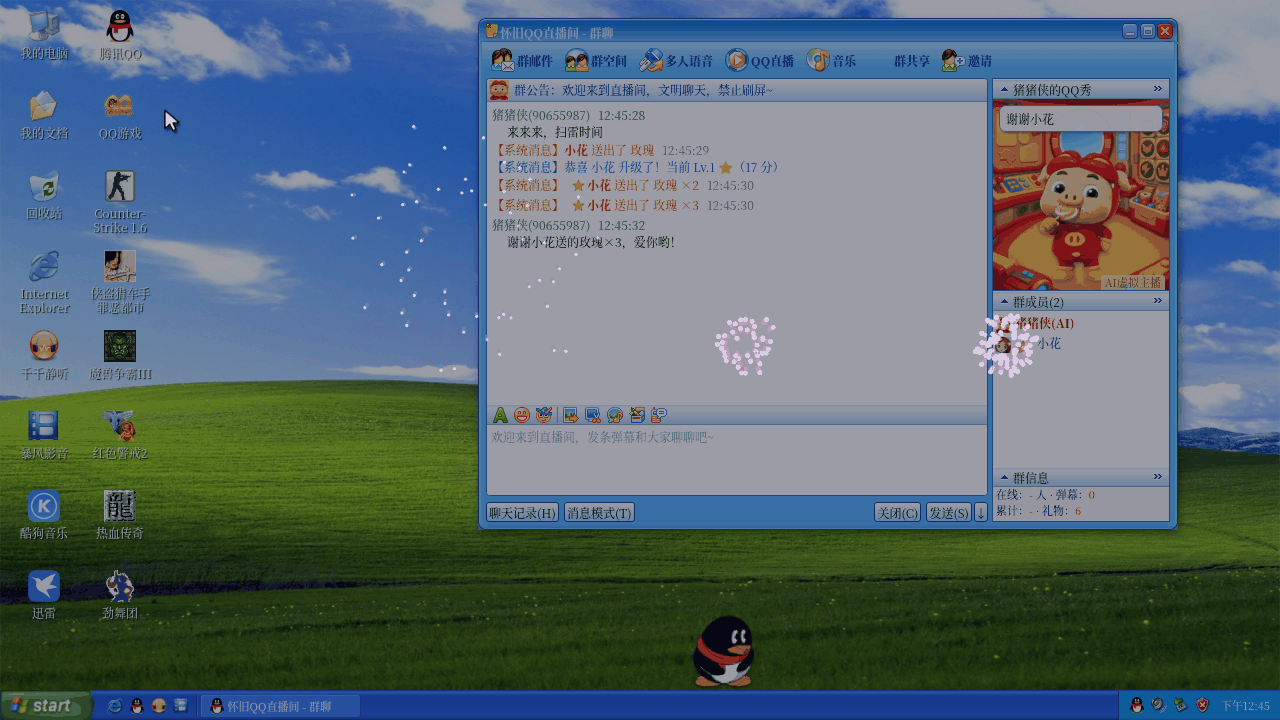 我的电脑
腾讯QQ
我的文档
QQ游戏
回收站
Counter-
Strike 1.6
Internet
Explorer
侠盗猎车手
罪恶都市
千千静听
魔兽争霸III
暴风影音
红色警戒2
酷狗音乐
热血传奇
迅雷
劲舞团
怀旧QQ直播间 - 群聊
群邮件 群空间 多人语音 QQ直播 音乐 群共享 邀请
群公告: 欢迎来到直播间, 文明聊天, 禁止刷屏~
猪猪侠(90655987) 12:45:28
来来来, 扫雷时间
【系统消息】小花 送出了 玫瑰 12:45:29
【系统消息】恭喜 小花 升级了! 当前 Lv.1 ⭐ (17 分)
【系统消息】 ⭐小花 送出了 玫瑰 ×2 12:45:30
【系统消息】 ⭐小花 送出了 玫瑰 ×3 12:45:30
猪猪侠(90655987) 12:45:32
谢谢小花送的玫瑰×3, 爱你哟!
欢迎来到直播间, 发条弹幕和大家聊聊吧~
聊天记录(H) 消息模式(T) 关闭(C) 发送(S) ↓
猪猪侠的QQ秀 »
谢谢小花
AI虚拟主播
群成员(2) »
猪猪侠(AI)
小花
群信息 »
在线: - 人 · 弹幕: 0
累计: - · 礼物: 6
start
怀旧QQ直播间 - 群聊
下午12:45